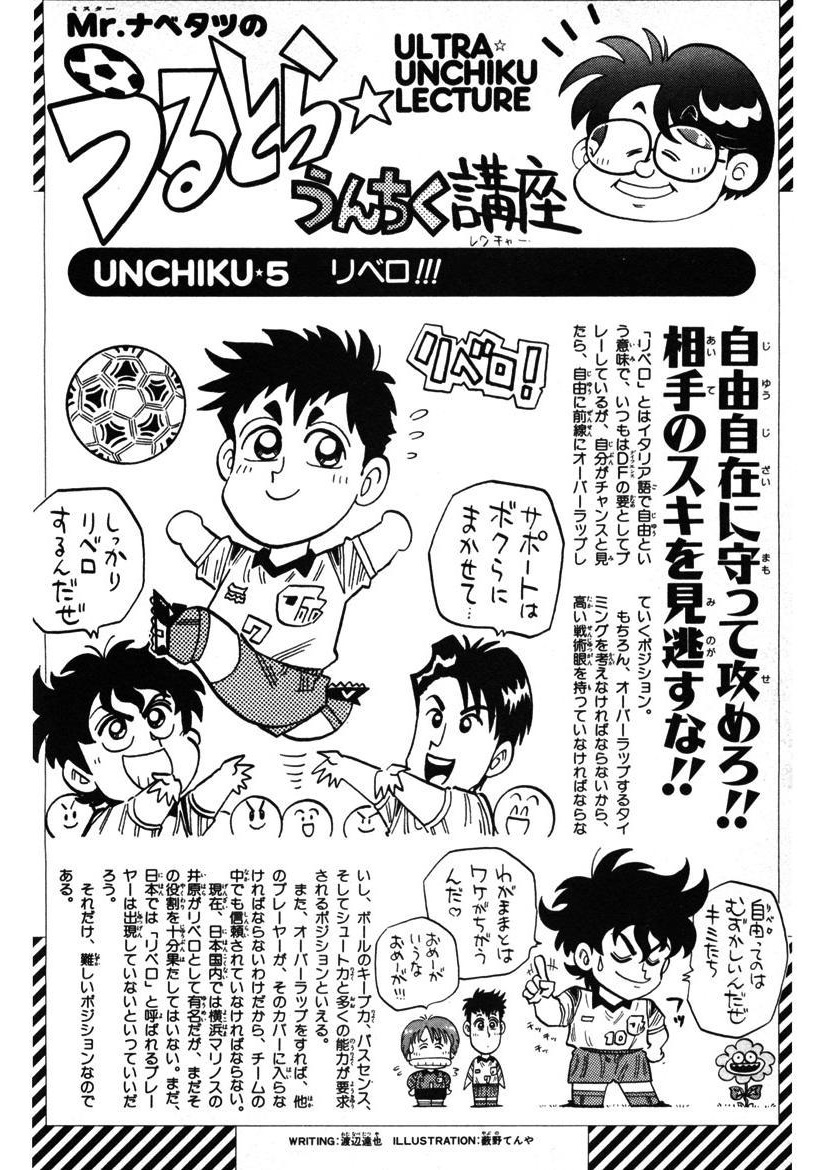 Mr.ナベタツの
ミスター
うるとら☆
うんちく講座
レクチャー
ULTRA☆
UNCHIKU
LECTURE
UNCHIKU★5 リベロ!!!
自由自在に守って攻めろ!!
相手のスキを見逃すな!!
「リベロ」とはイタリア語で自由とい
う意味で、いつもはDFの要としてプ
レーしているが、自分がチャンスと見
たら、自由に前線にオーバーラップし
ていくポジション。
もちろん、オーバーラップするタイ
ミングを考えなければならないから、
高い戦術眼を持っていなければならな
リベロ!
サポートは
ボクらに
まかせて…
しっかり
リベロ
するんだぜ
いし、ボールのキープ力、パスセンス、
そしてシュート力と多くの能力が要求
されるポジションといえる。
また、オーバーラップをすれば、他
のプレーヤーが、そのカバーに入らな
ければならないわけだから、チームの
中でも信頼されていなければならない。
現在、日本国内では横浜マリノスの
井原がリベロとして有名だが、まだそ
の役割を十分果たしてはいない。まだ、
日本では「リベロ」と呼ばれるプレー
ヤーは出現していないといっていいだ
ろう。
それだけ、難しいポジションなので
ある。
自由ってのは
リベロ
むずかしいんだぜ
キミたち
チッチッ
10
わがままとは
ワケがちがう
んだ♡
おめーが
いうな
おめーが!!!
WRITING:渡辺達也 ILLUSTRATION:藪野てんや